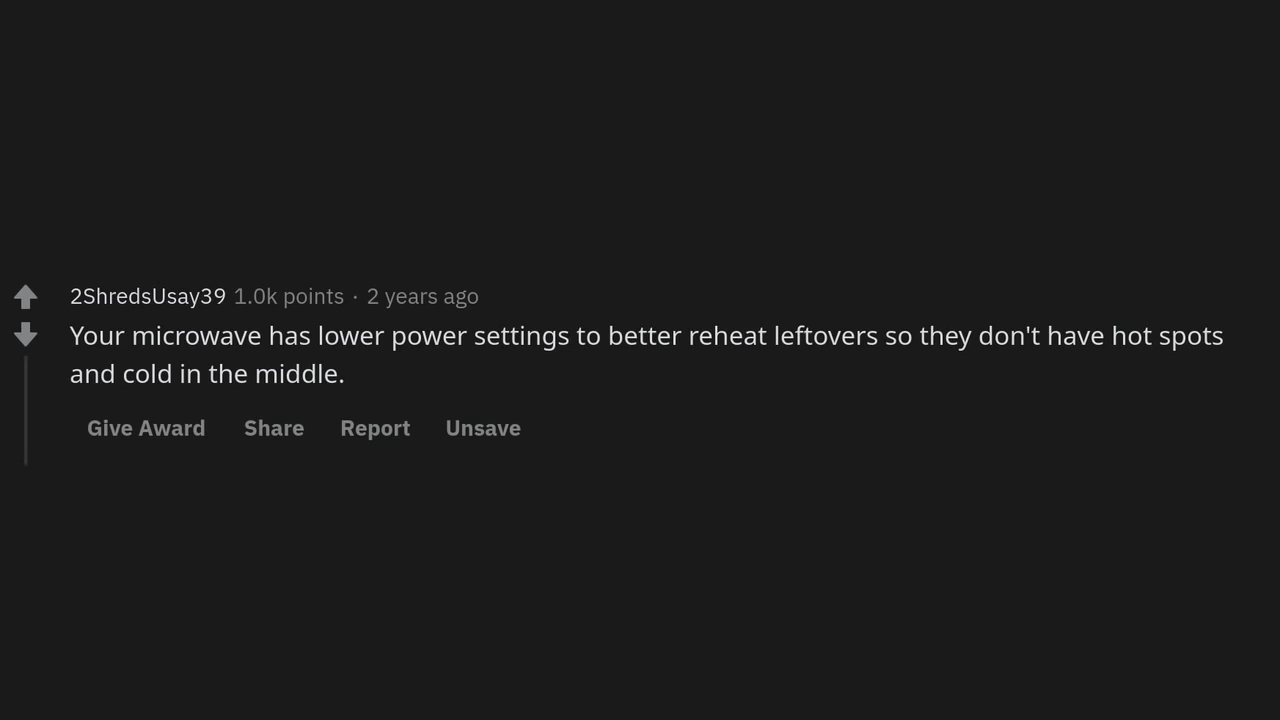 2ShredsUsay39 1.0k points · 2 years ago
Your microwave has lower power settings to better reheat leftovers so they don't have hot spots
and cold in the middle.
Give Award Share Report Unsave